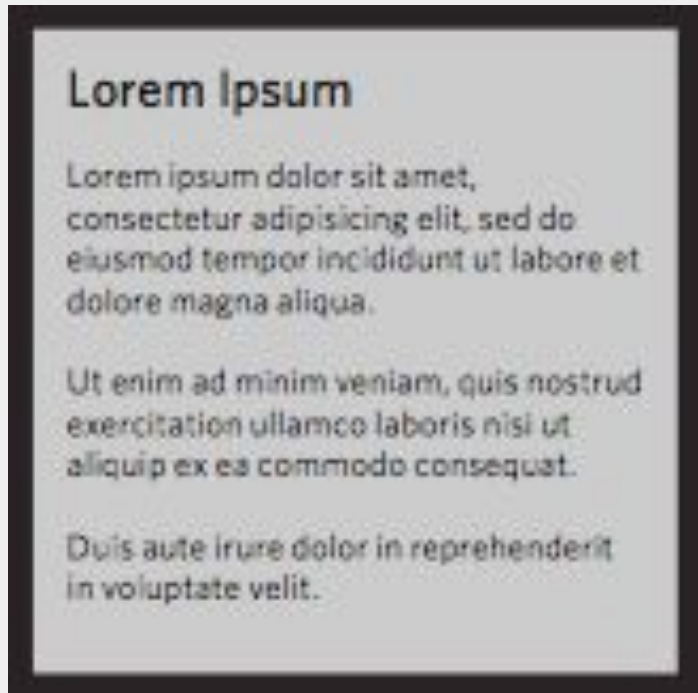 Lorem Ipsum
Lorem ipsum dolor sit amet,
consectetur adipisicing elit, sed do
eiusmod tempor incididunt ut labore et
dolore magna aliqua.
Ut enim ad minim veniam, quis nostrud
exercitation ullamco laboris nisi ut
aliquip ex ea commodo consequat.
Duis aute irure dolor in reprehenderit
in voluptate velit.